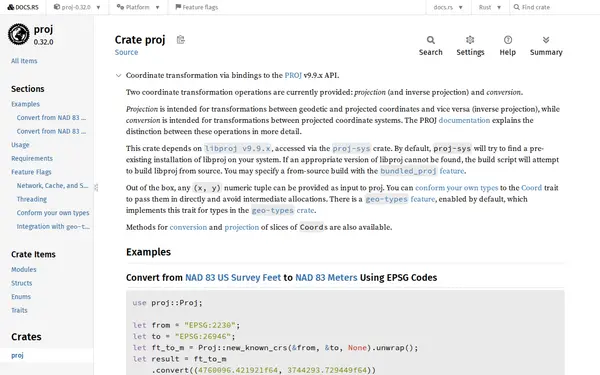 DOCS.RS
proj-0.32.0
Platform
Feature flags
docs.rs
Rust
Find crate
proj
0.32.0
All Items
Sections
Examples
Convert from NAD 83 ...
Convert from NAD 83 ...
Usage
Requirements
Feature Flags
Network, Cache, and S...
Threading
Conform your own types
Integration with geo-t...
Crate Items
Modules
Structs
Enums
Traits
Crates
proj
Crate proj
Source
Search
Settings
Help
Summary
Coordinate transformation via bindings to the PROJ v9.9.x API.
Two coordinate transformation operations are currently provided: projection (and inverse projection) and conversion.
Projection is intended for transformations between geodetic and projected coordinates and vice versa (inverse projection), while
conversion is intended for transformations between projected coordinate systems. The PROJ documentation explains the
distinction between these operations in more detail.
This crate depends on libproj v9.9.x, accessed via the proj-sys crate. By default, proj-sys will try to find a pre-
existing installation of libproj on your system. If an appropriate version of libproj cannot be found, the build script will attempt
to build libproj from source. You may specify a from-source build with the bundled_proj feature.
Out of the box, any (x, y) numeric tuple can be provided as input to proj. You can conform your own types to the Coord trait
to pass them in directly and avoid intermediate allocations. There is a geo-types feature, enabled by default, which
implements this trait for types in the geo-types crate.
Methods for conversion and projection of slices of Coords are also available.
Examples
Convert from NAD 83 US Survey Feet to NAD 83 Meters Using EPSG Codes
use proj::Proj;
let from = "EPSG:2230";
let to = "EPSG:26946";
let ft_to_m = Proj::new_known_crs(&from, &to, None).unwrap();
let result = ft_to_m
.convert((4760096.421921f64, 3744293.729449f64))